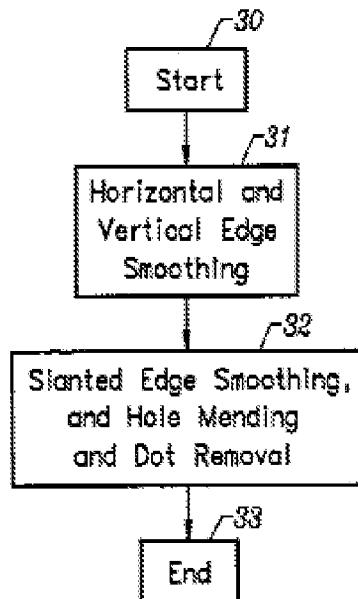 30
Start
31
Horizontal and
Vertical Edge
Smoothing
32
Slanted Edge Smoothing,
and Hole Mending
and Dot Removal
33
End